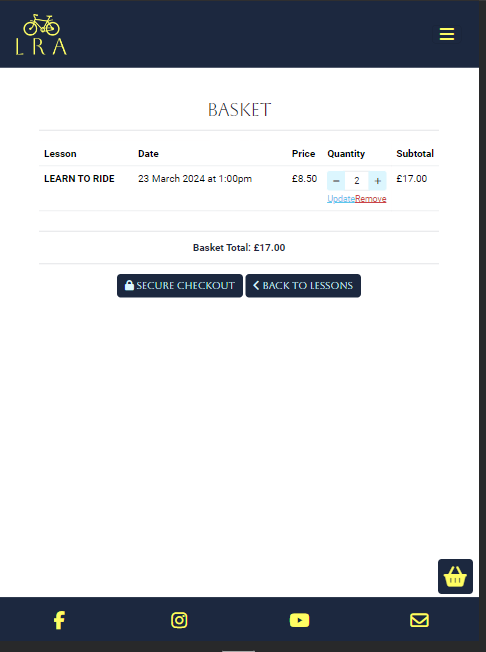 LRA
BASKET
Lesson Date Price Quantity Subtotal
LEARN TO RIDE 23 March 2024 at 1:00pm £8.50 − 2 + £17.00
UpdateRemove
Basket Total: £17.00
SECURE CHECKOUT BACK TO LESSONS